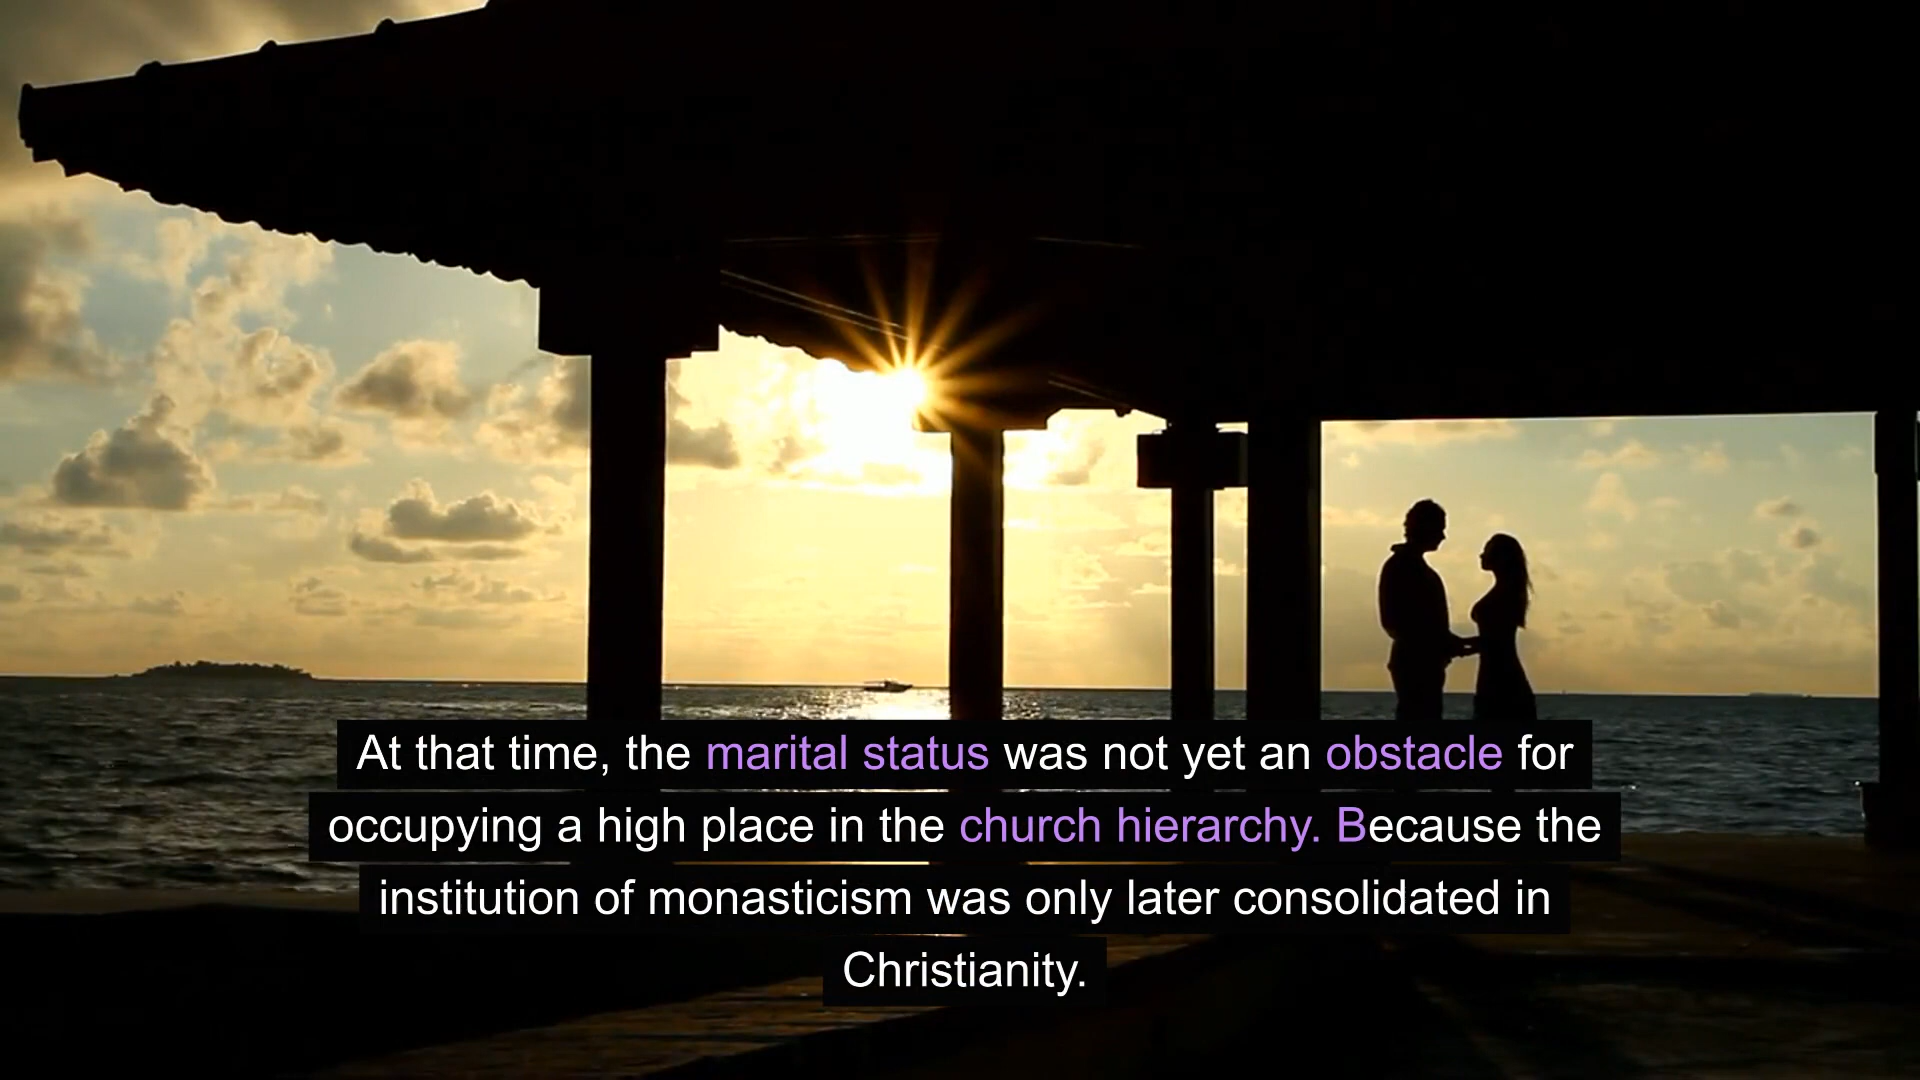 At that time, the marital status was not yet an obstacle for
occupying a high place in the church hierarchy. Because the
institution of monasticism was only later consolidated in
Christianity.